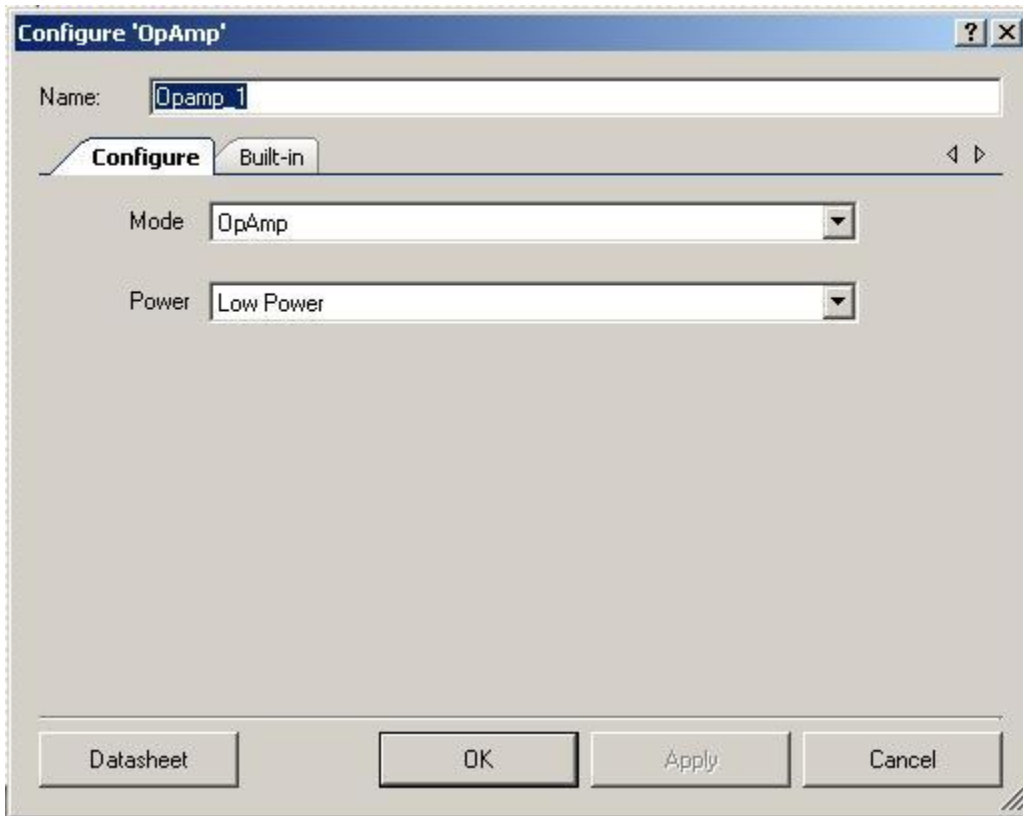 Configure 'OpAmp'
Name: Opamp_1
Configure Built-in
Mode OpAmp
Power Low Power
Datasheet OK Apply Cancel